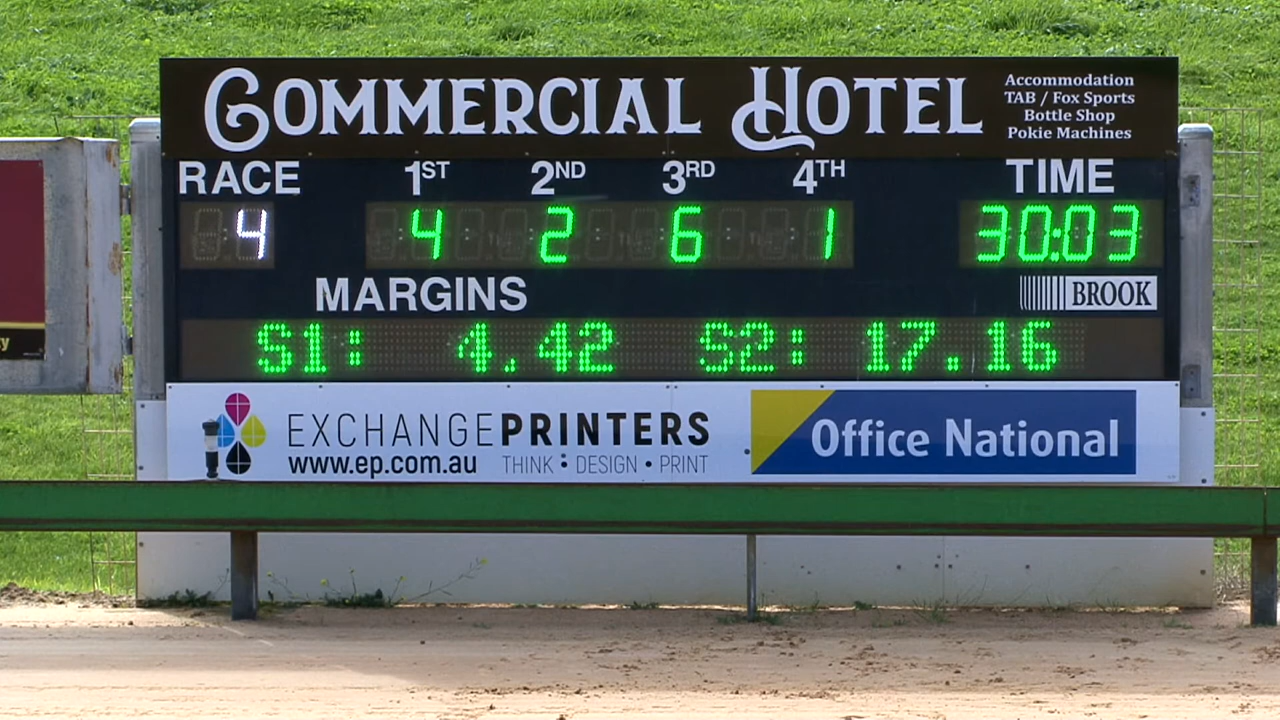 COMMERCIAL HOTEL
Accommodation
TAB / Fox Sports
Bottle Shop
Pokie Machines
RACE 1ST 2ND 3RD 4TH TIME
4 4 2 6 1 30:03
MARGINS
BROOK
S1: 4.42 S2: 17.16
EXCHANGEPRINTERS
www.ep.com.au THINK : DESIGN • PRINT
Office National